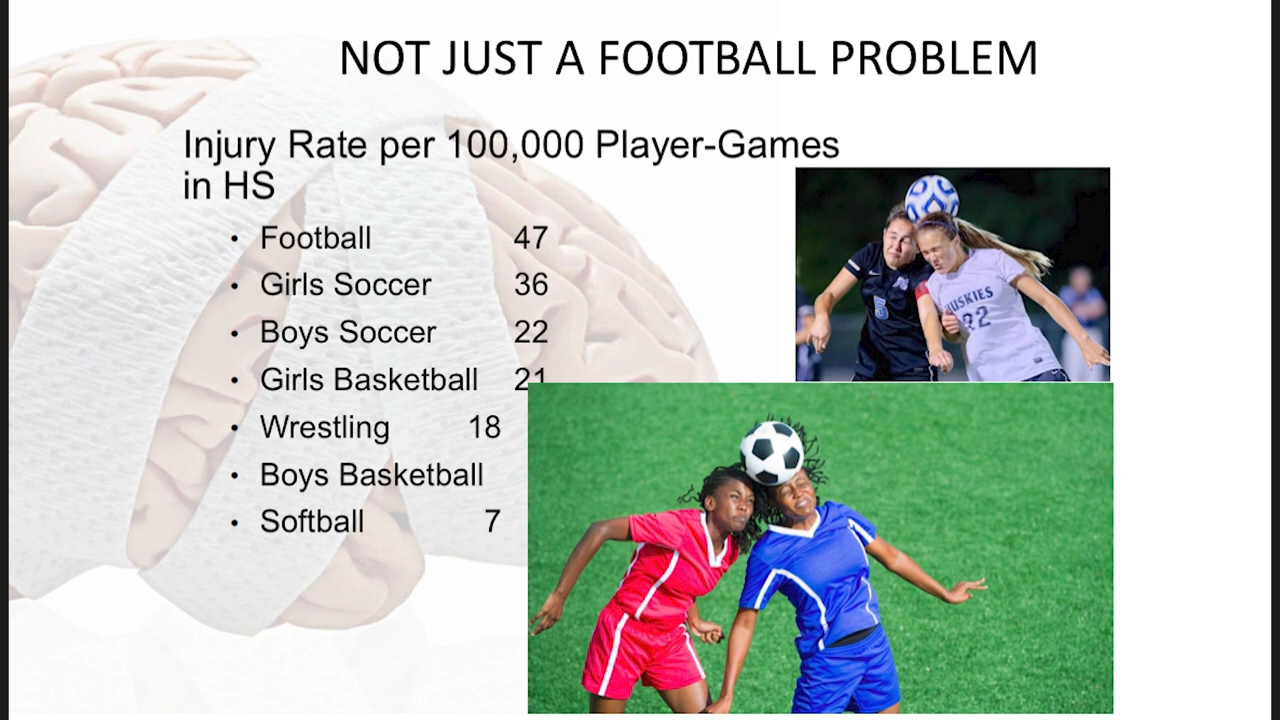 NOT JUST A FOOTBALL PROBLEM
Injury Rate per 100,000 Player-Games
in HS
• Football 47
• Girls Soccer 36
• Boys Soccer 22
• Girls Basketball 21
• Wrestling 18
• Boys Basketball
• Softball 7
5
HUSKIES
22